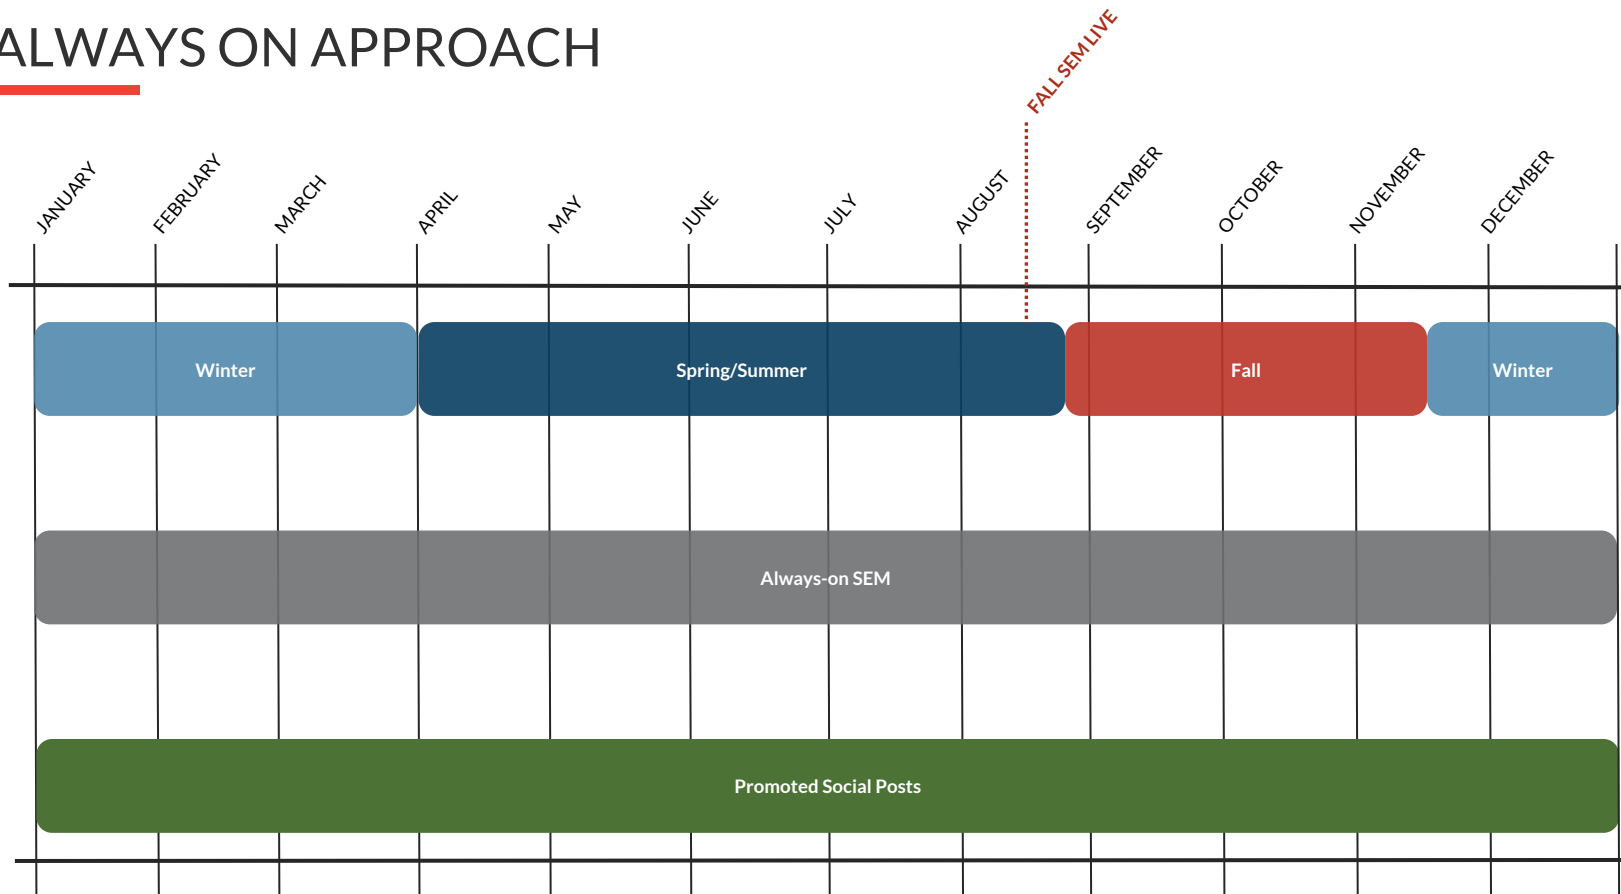 ALWAYS ON APPROACH
FALL SEM LIVE
JANUARY
FEBRUARY
MARCH
APRIL
MAY
JUNE
JULY
AUGUST
SEPTEMBER
OCTOBER
NOVEMBER
DECEMBER
Winter
Spring/Summer
Fall
Winter
Always-on SEM
Promoted Social Posts